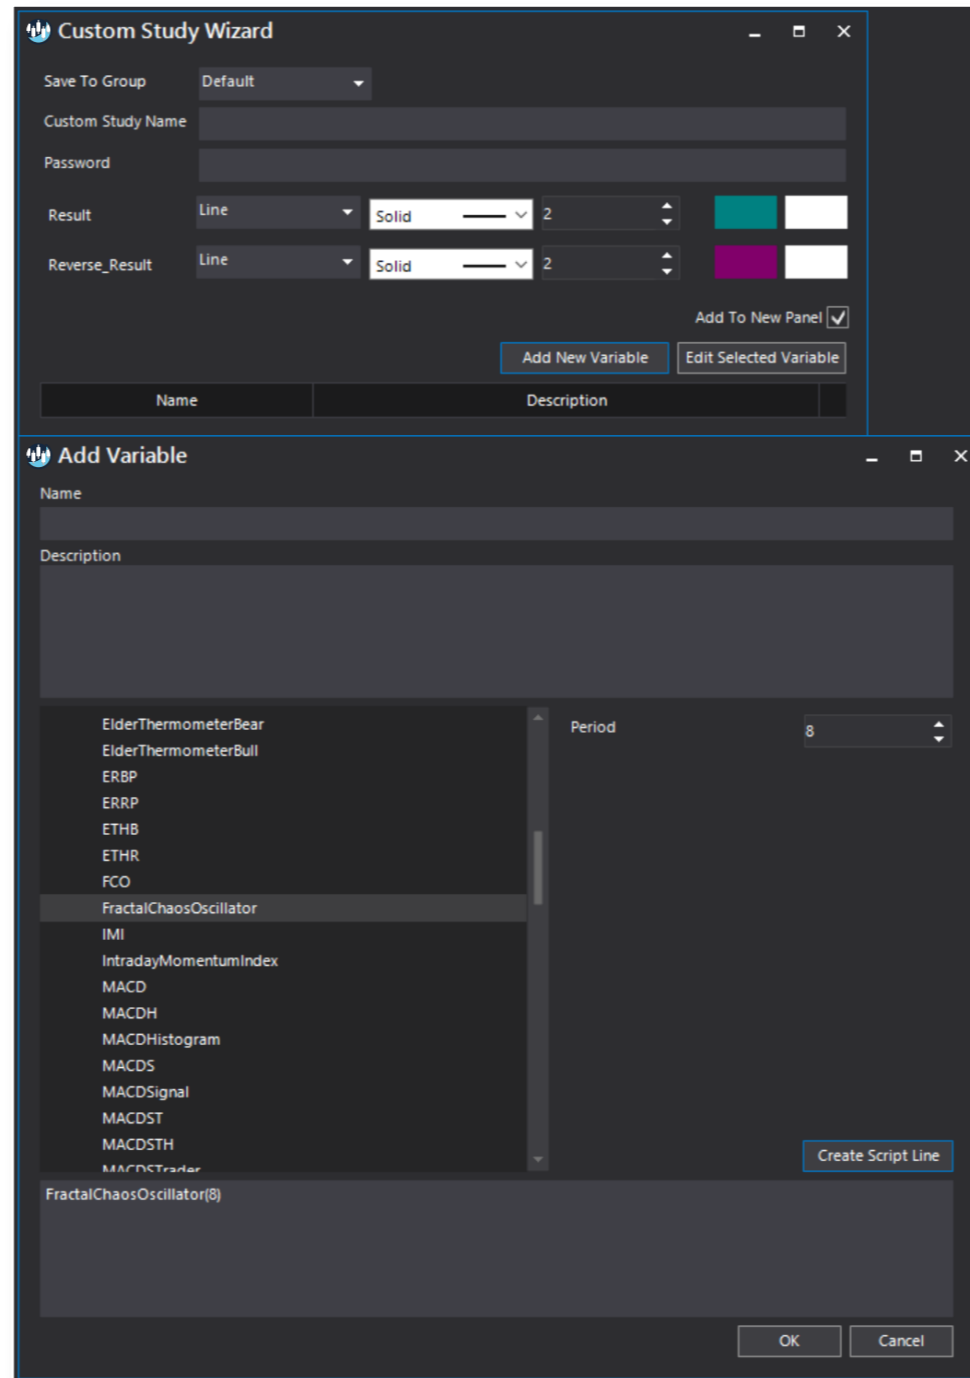 Custom Study Wizard
Save To Group Default
Custom Study Name
Password
Result Line Solid 2
Reverse_Result Line Solid 2
Add To New Panel
Add New Variable Edit Selected Variable
Name Description
Add Variable
Name
Description
ElderThermometerBear
ElderThermometerBull
ERBP
ERRP
ETHB
ETHR
FCO
FractalChaosOscillator
IMI
IntradayMomentumIndex
MACD
MACDH
MACDHistogram
MACDS
MACDSignal
MACDST
MACDSTH
MACDSTrader
Period 8
Create Script Line
FractalChaosOscillator(8)
OK Cancel